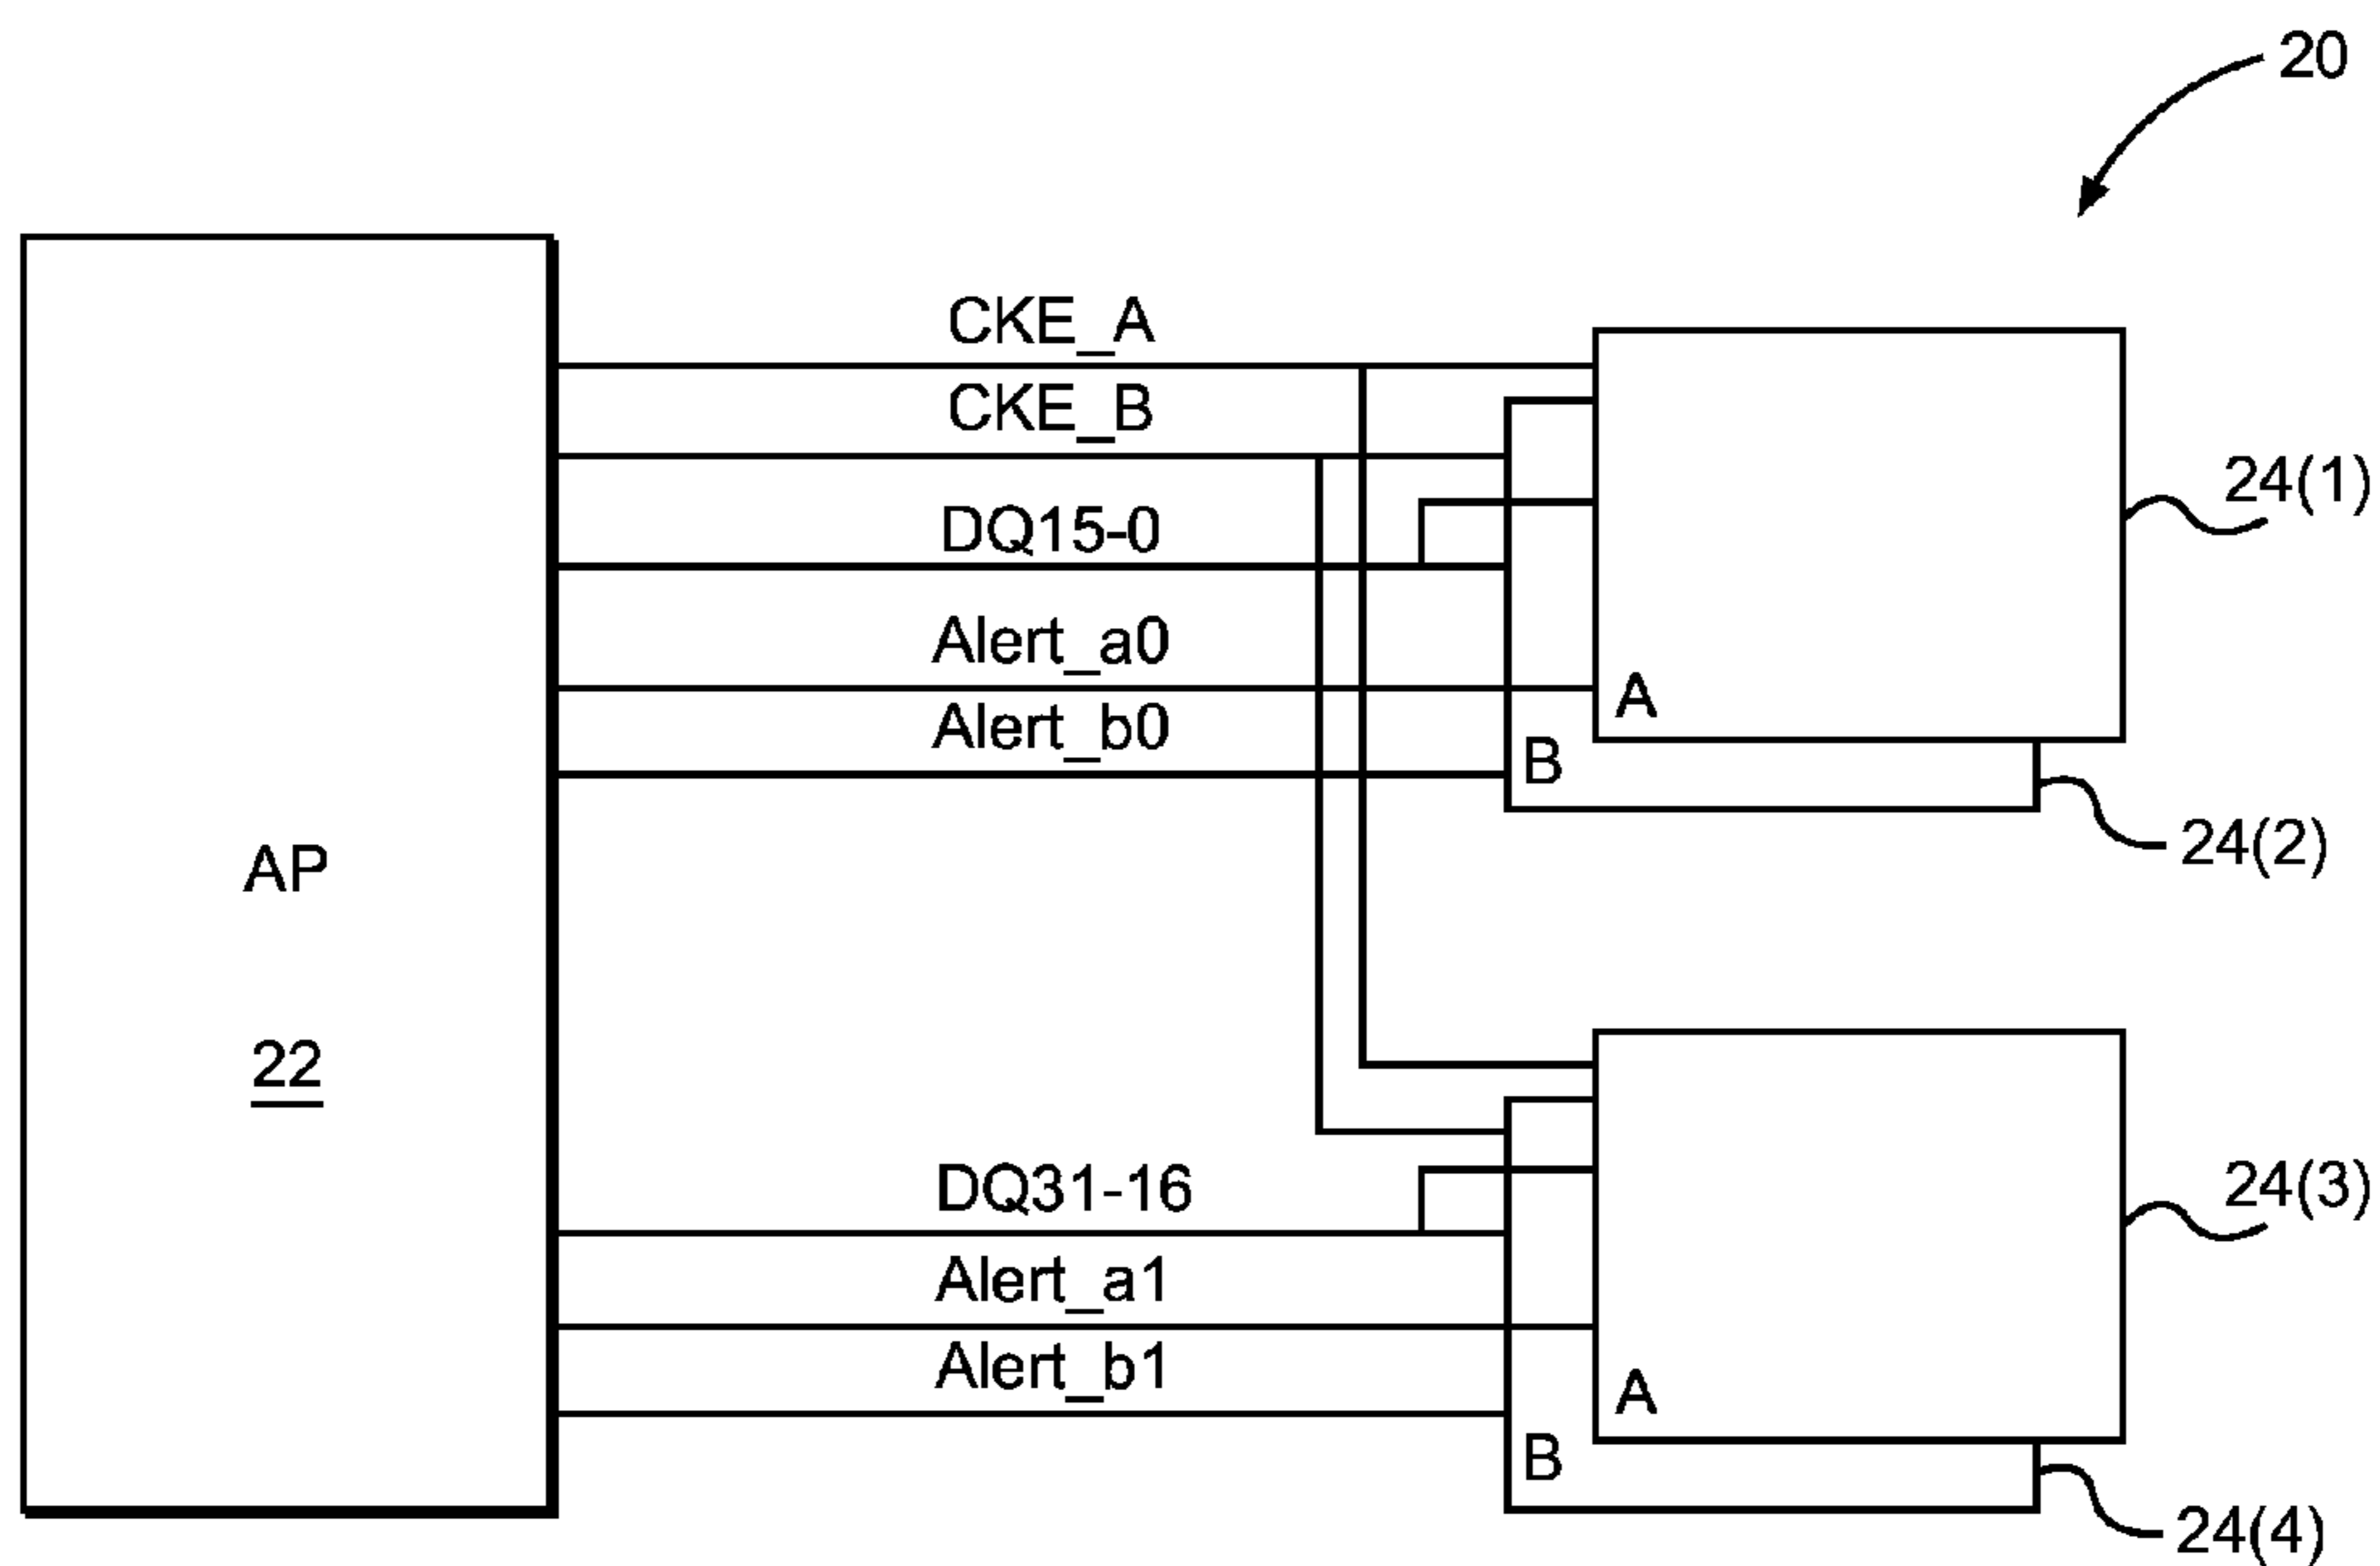 20
CKE_A
CKE_B
24(1)
DQ15-0
Alert_a0
A
Alert_b0
B
24(2)
AP
22
DQ31-16
24(3)
Alert_a1
Alert_b1
A
B
24(4)